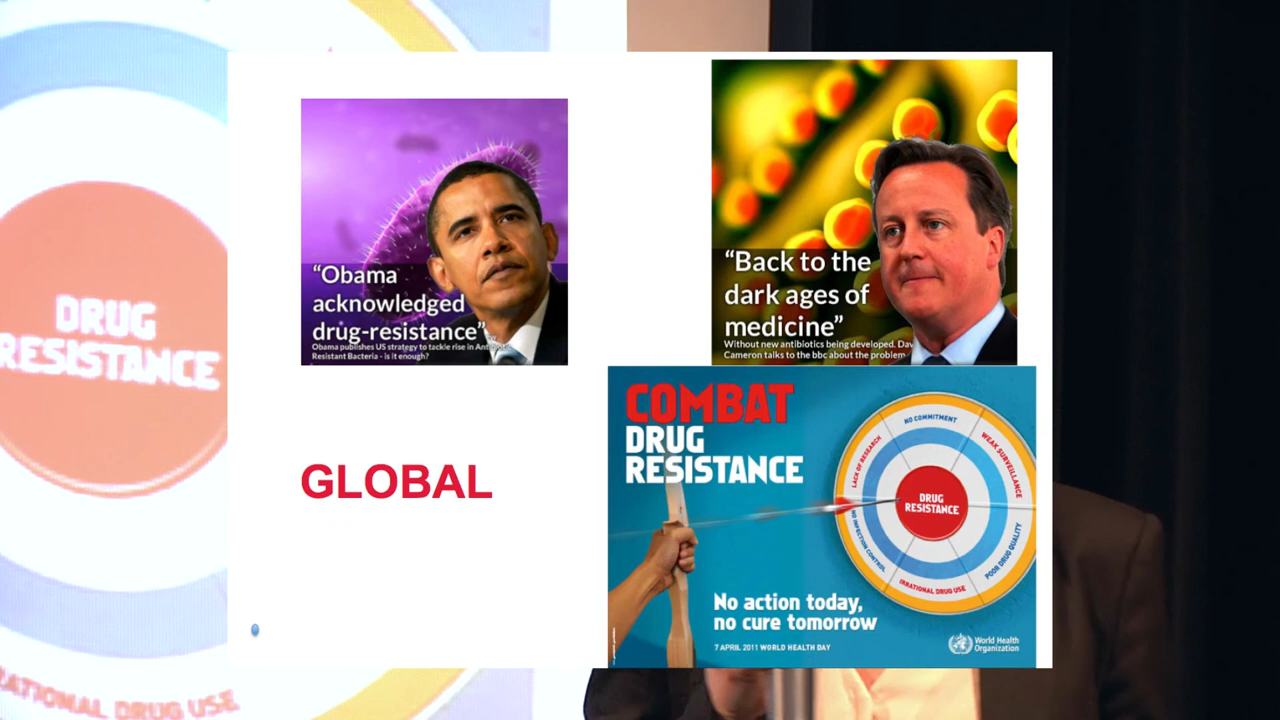 DRUG
RESISTANCE
RATIONAL DRUG USE
“Obama
acknowledged
drug-resistance”
Obama publishes US strategy to tackle rise in
Resistant Bacteria - is it enough?
“Back to the
dark ages of
medicine”
Without new antibiotics being developed.
Cameron talks to the bbc about the problem
GLOBAL
COMBAT
DRUG
RESISTANCE
NO COMMITMENT
WEAK SURVEILLANCE
POOR DRUG QUALITY
IRRATIONAL DRUG USE
NO INFECTION CONTROL
LACK OF RESEARCH
DRUG
RESISTANCE
No action today,
no cure tomorrow
7 APRIL 2011 WORLD HEALTH DAY
World Health
Organization